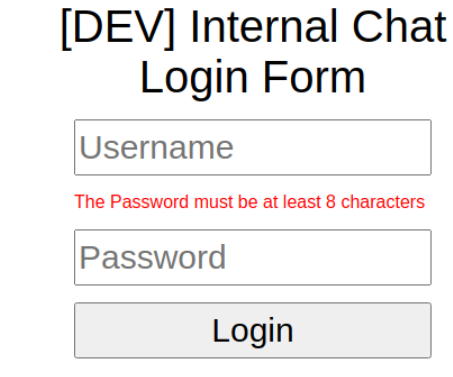 [DEV] Internal Chat
Login Form
Username
The Password must be at least 8 characters
Password
Login